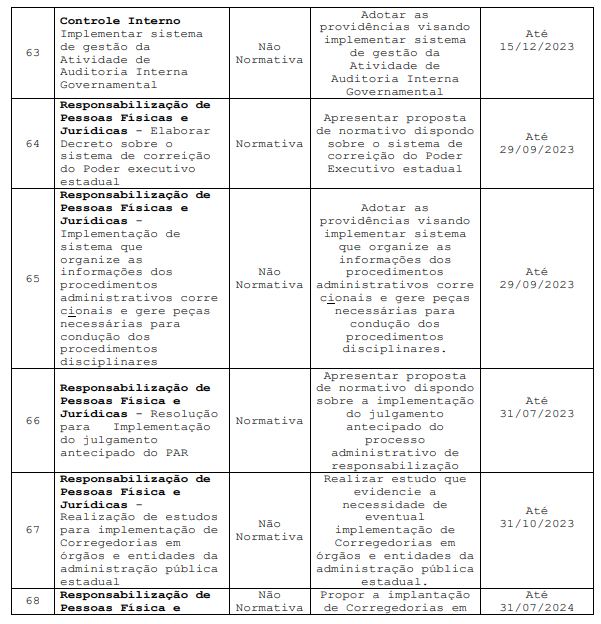 63
Controle Interno
Implementar sistema
de gestão da
Atividade de
Auditoria Interna
Governamental
Não
Normativa
Adotar as
providências visando
implementar sistema
de gestão da
Atividade de
Auditoria Interna
Governamental
Até
15/12/2023
64
Responsabilização de
Pessoas Físicas e
Jurídicas - Elaborar
Decreto sobre o
sistema de correição
do Poder executivo
estadual
Normativa
Apresentar proposta
de normativo dispondo
sobre o sistema de
correição do Poder
Executivo estadual
Até
29/09/2023
65
Responsabilização de
Pessoas Físicas e
Jurídicas -
Implementação de
sistema que
organize as
informações dos
procedimentos
administrativos corre
cionais e gere peças
necessárias para
condução dos
procedimentos
disciplinares
Não
Normativa
Adotar as
providências visando
implementar sistema
que organize as
informações dos
procedimentos
administrativos corre
cionais e gere peças
necessárias para
condução dos
procedimentos
disciplinares.
Até
29/09/2023
66
Responsabilização de
Pessoas Física e
Jurídicas - Resolução
para Implementação
do julgamento
antecipado do PAR
Normativa
Apresentar proposta
de normativo dispondo
sobre a implementação
do julgamento
antecipado do
processo
administrativo de
responsabilização
Até
31/07/2023
67
Responsabilização de
Pessoas Física e
Jurídicas -
Realização de estudos
para implementação de
Corregedorias em
órgãos e entidades da
administração pública
estadual
Não
Normativa
Realizar estudo que
evidencie a
necessidade de
eventual
implementação de
Corregedorias em
órgãos e entidades da
administração pública
estadual.
Até
31/10/2023
68
Responsabilização de
Pessoas Física e
Não
Normativa
Propor a implantação
de Corregedorias em
Até
31/07/2024